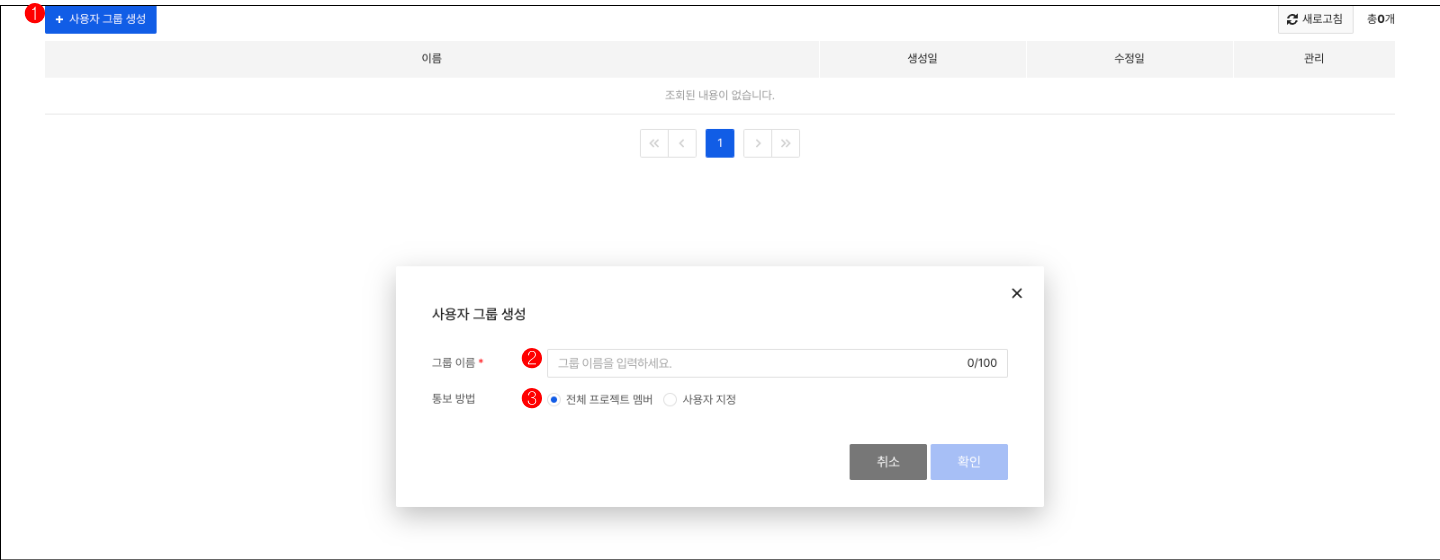 1 + 사용자 그룹 생성 새로고침 총0개
이름 생성일 수정일 관리
조회된 내용이 없습니다.
« < 1 > »
×
사용자 그룹 생성
그룹 이름 * 2 그룹 이름을 입력하세요. 0/100
통보 방법 3 전체 프로젝트 멤버 사용자 지정
취소 확인